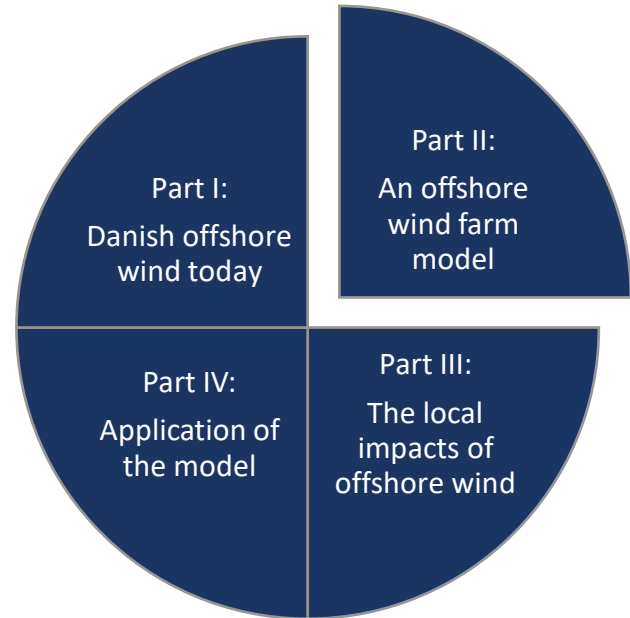 Part I:
Danish offshore
wind today
Part II:
An offshore
wind farm
model
Part III:
The local
impacts of
offshore wind
Part IV:
Application of
the model